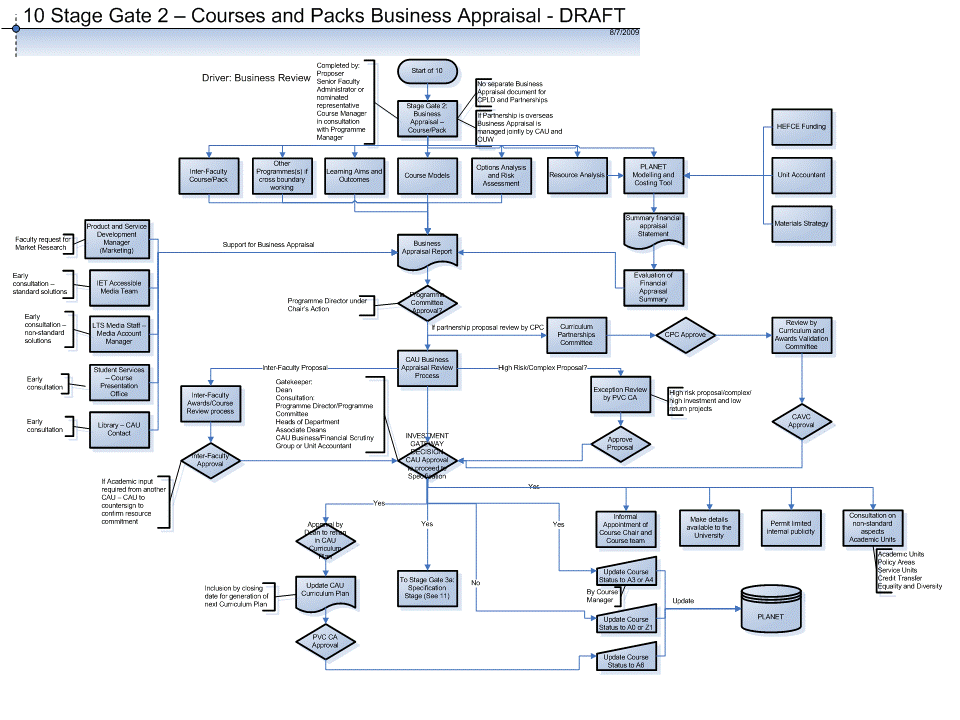 10 Stage Gate 2 – Courses and Packs Business Appraisal - DRAFT
8/7/2009
Driver: Business Review
Completed by:
Proposer
Senior Faculty
Administrator or
nominated
representative
Course Manager
in consultation
with Programme
Manager
Start of 10
Stage Gate 2:
Business
Appraisal –
Course/Pack
No separate Business
Appraisal document for
CPLD and Partnerships
If Partnership is overseas
Business Appraisal is
managed jointly by CAU and
OUW
HEFCE Funding
Unit Accountant
Materials Strategy
Inter-Faculty
Course/Pack
Other
Programmes(s) if
cross boundary
working
Learning Aims and
Outcomes
Course Models
Options Analysis
and Risk
Assessment
Resource Analysis
PLANET
Modelling and
Costing Tool
Summary financial
appraisal
Statement
Evaluation of
Financial
Appraisal
Summary
Faculty request for
Market Research
Product and Service
Development
Manager
(Marketing)
Support for Business Appraisal
Business
Appraisal Report
Early
consultation –
standard solutions
IET Accessible
Media Team
Programme Director under
Chair's Action
Programme
Committee
Approval?
Early
consultation –
non-standard
solutions
LTS Media Staff –
Media Account
Manager
If partnership proposal review by CPC
Curriculum
Partnerships
Committee
CPC Approve
Review by
Curriculum and
Awards Validation
Committee
Early
consultation
Student Services
– Course
Presentation
Office
Early
consultation
Library – CAU
Contact
Inter-Faculty Proposal
CAU Business
Appraisal Review
Process
High Risk/Complex Proposal?
Inter-Faculty
Awards/Course
Review process
Gatekeeper:
Dean
Consultation:
Programme Director/Programme
Committee
Heads of Department
Associate Deans
CAU Business/Financial Scrutiny
Group or Unit Accountant
Exception Review
by PVC CA
High risk proposal/complex/
high investment and low
return projects
CAVC
Approval
Approve
Proposal
Inter-Faculty
Approval
INVESTMENT
GATEWAY
DECISION
CAU Approval
to proceed to
Specification
If Academic input
required from another
CAU – CAU to
countersign to
confirm resource
commitment
Yes
Yes
Yes
Yes
No
Approval by
Dean to retain
in CAU
Curriculum
Plan
Informal
Appointment of
Course Chair and
Course team
Make details
available to the
University
Permit limited
internal publicity
Consultation on
non-standard
aspects
Academic Units
Academic Units
Policy Areas
Service Units
Credit Transfer
Equality and Diversity
Inclusion by closing
date for generation of
next Curriculum Plan
Update CAU
Curriculum Plan
To Stage Gate 3a:
Specification
Stage (See 11)
Update Course
Status to A3 or A4
By Course
Manager
Update
Update Course
Status to A0 or Z1
PLANET
PVC CA
Approval
Update Course
Status to A6